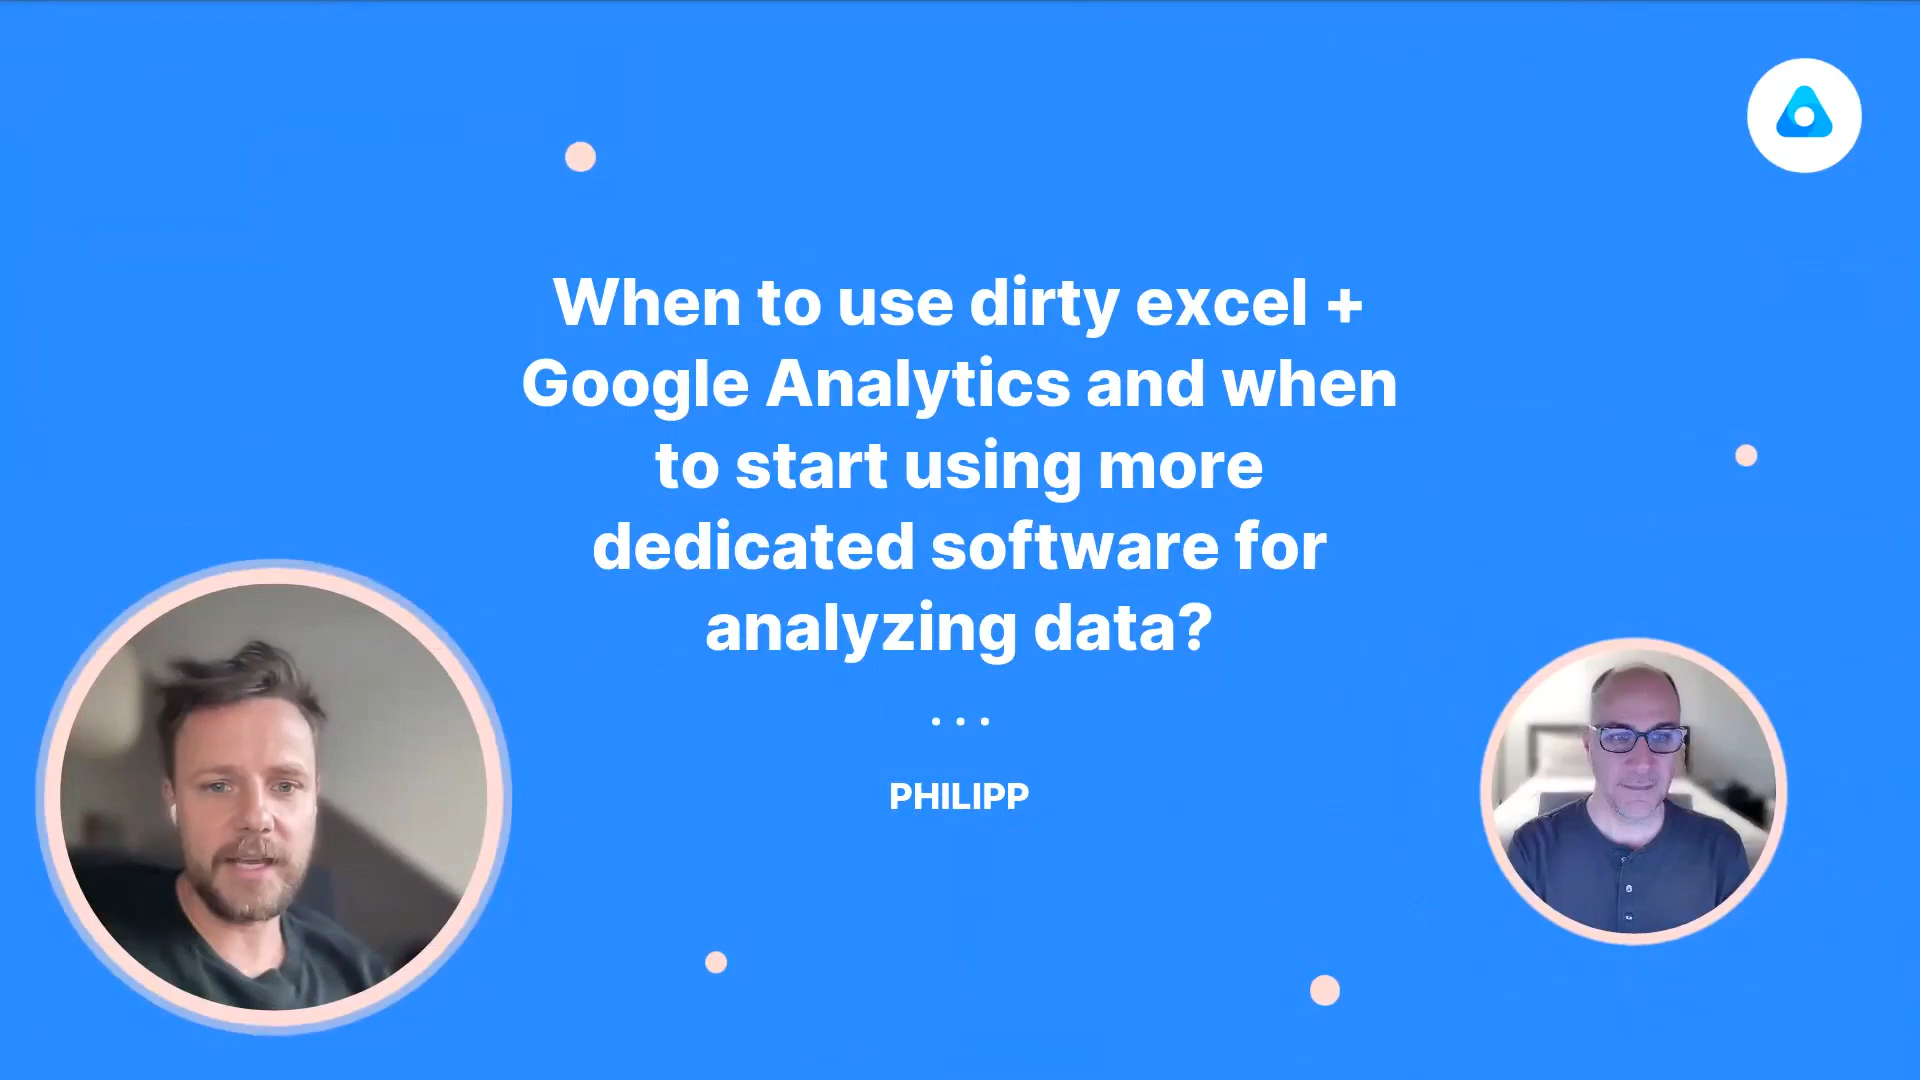 When to use dirty excel +
Google Analytics and when
to start using more
dedicated software for
analyzing data?
...
PHILIPP